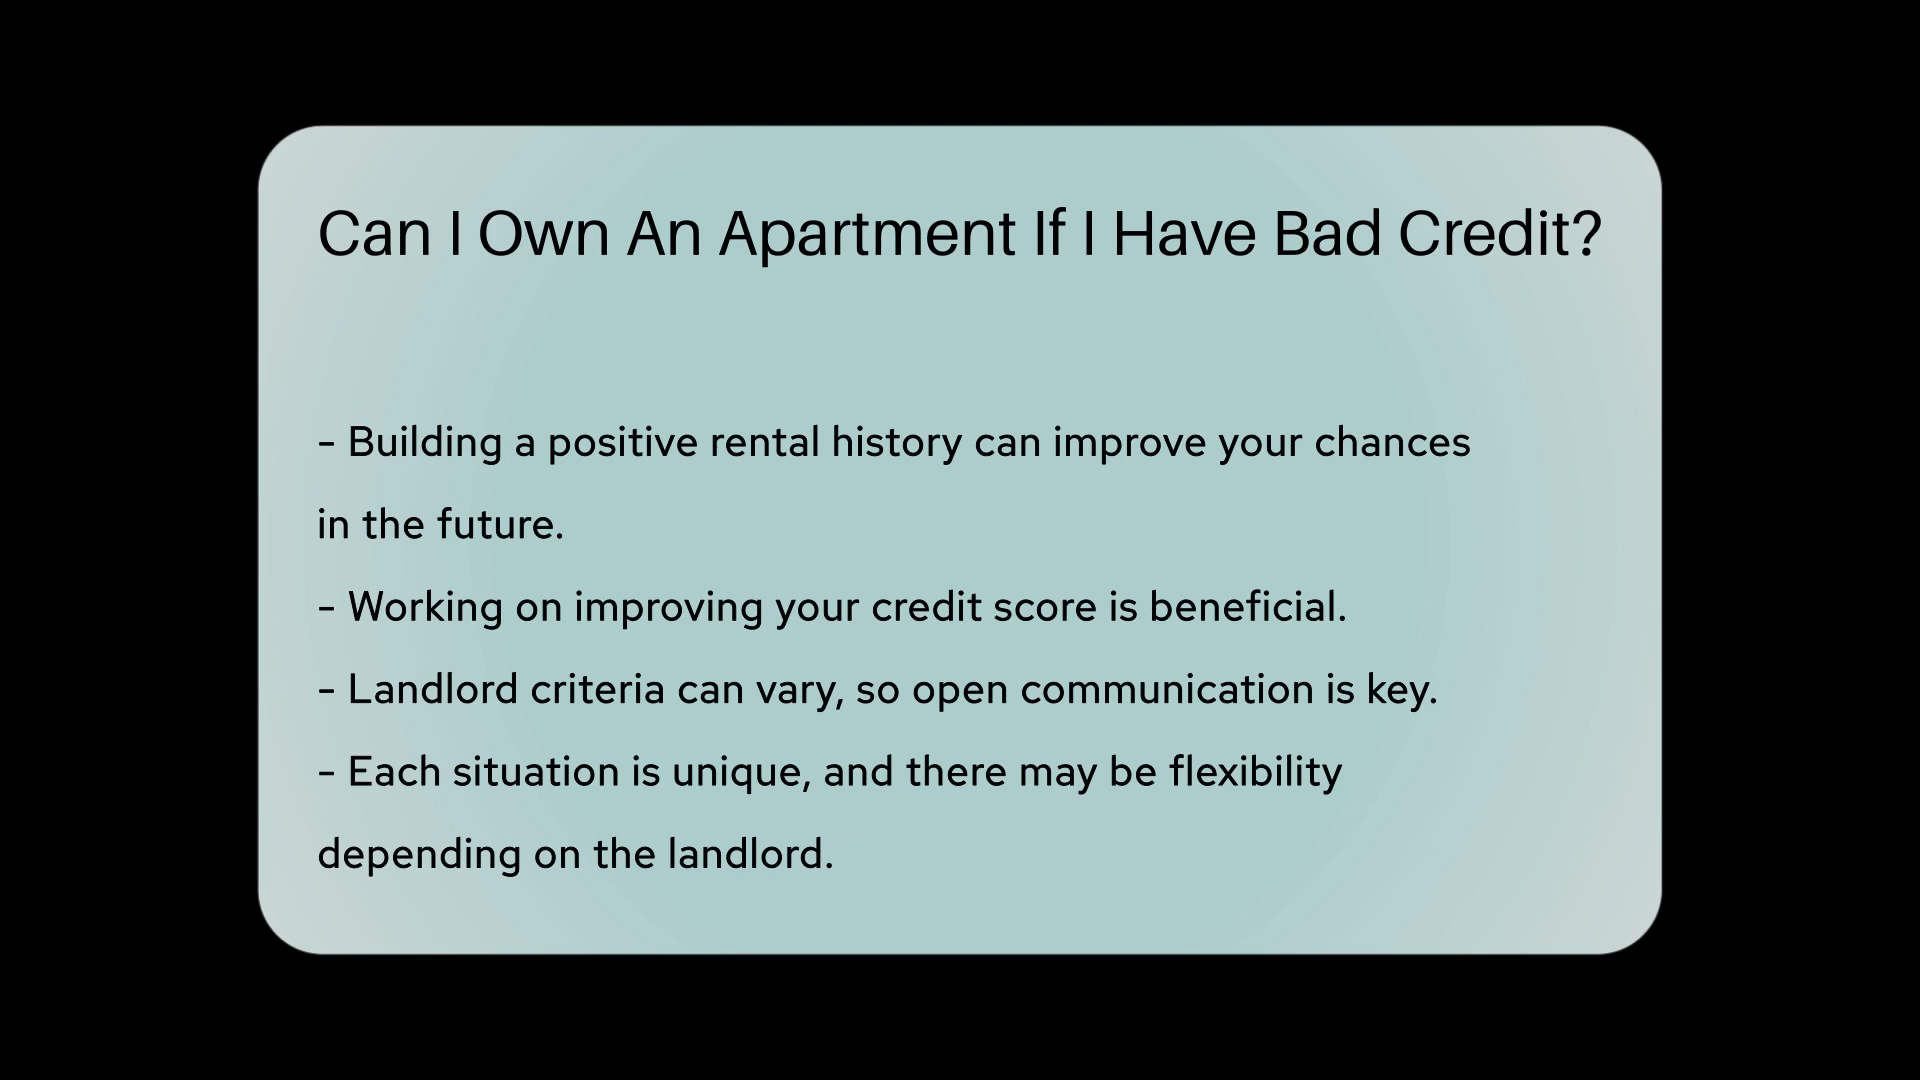 Can I Own An Apartment If I Have Bad Credit?
- Building a positive rental history can improve your chances
in the future.
- Working on improving your credit score is beneficial.
- Landlord criteria can vary, so open communication is key.
- Each situation is unique, and there may be flexibility
depending on the landlord.